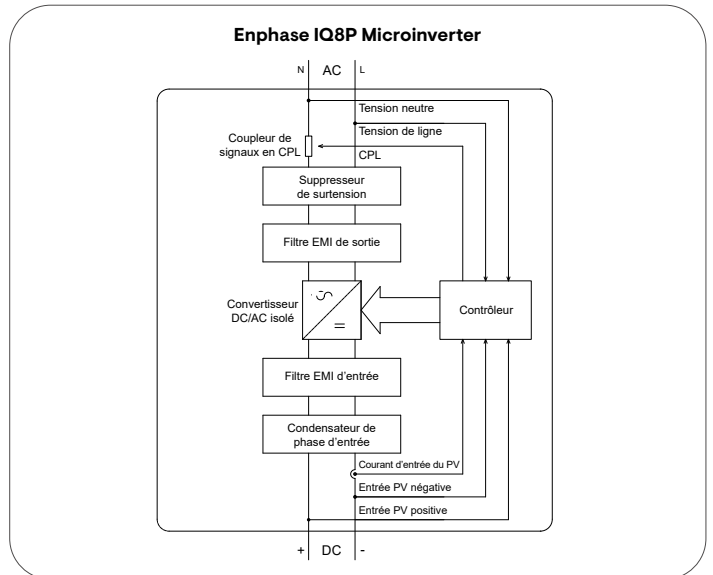 Enphase IQ8P Microinverter
N AC L
Tension neutre
Tension de ligne
Coupleur de
signaux en CPL
CPL
Suppresseur
de surtension
Filtre EMI de sortie
Convertisseur
DC/AC isolé
Contrôleur
Filtre EMI d'entrée
Condensateur de
phase d'entrée
Courant d'entrée du PV
Entrée PV négative
Entrée PV positive
+ DC -